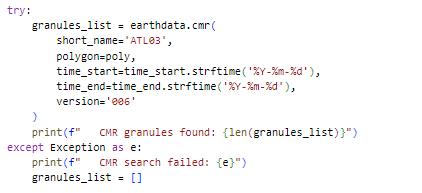 try:
    granules_list = earthdata.cmr(
        short_name='ATL03',
        polygon=poly,
        time_start=time_start.strftime('%Y-%m-%d'),
        time_end=time_end.strftime('%Y-%m-%d'),
        version='006'
    )
    print(f"   CMR granules found: {len(granules_list)}")
except Exception as e:
    print(f"   CMR search failed: {e}")
    granules_list = []